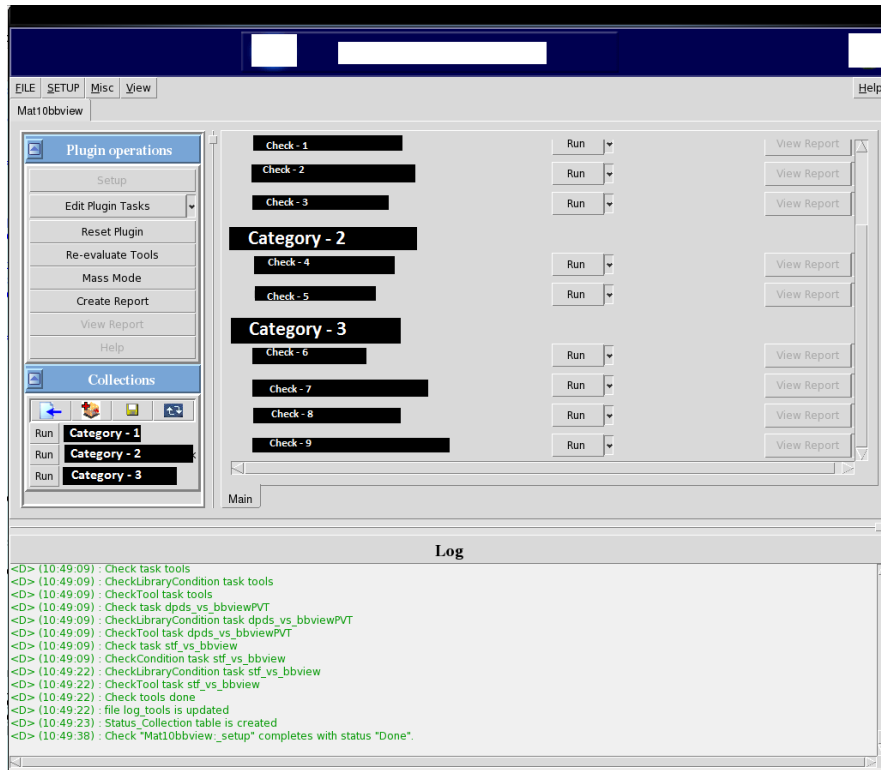 FILE SETUP Misc View Help
Mat10bbview
Plugin operations
Setup
Edit Plugin Tasks
Reset Plugin
Re-evaluate Tools
Mass Mode
Create Report
View Report
Help
Collections
Run Category - 1
Run Category - 2
Run Category - 3
Check - 1 Run View Report
Check - 2 Run View Report
Check - 3 Run View Report
Category - 2
Check - 4 Run View Report
Check - 5 Run View Report
Category - 3
Check - 6 Run View Report
Check - 7 Run View Report
Check - 8 Run View Report
Check - 9 Run View Report
Main
Log
<D> (10:49:09) : Check task tools
<D> (10:49:09) : CheckLibraryCondition task tools
<D> (10:49:09) : CheckTool task tools
<D> (10:49:09) : Check task dpds_vs_bbviewPVT
<D> (10:49:09) : CheckLibraryCondition task dpds_vs_bbviewPVT
<D> (10:49:09) : CheckTool task dpds_vs_bbviewPVT
<D> (10:49:09) : Check task stf_vs_bbview
<D> (10:49:09) : CheckCondition task stf_vs_bbview
<D> (10:49:22) : CheckLibraryCondition task stf_vs_bbview
<D> (10:49:22) : CheckTool task stf_vs_bbview
<D> (10:49:22) : Check tools done
<D> (10:49:22) : file log_tools is updated
<D> (10:49:23) : Status_Collection table is created
<D> (10:49:38) : Check "Mat10bbview:_setup" completes with status "Done".